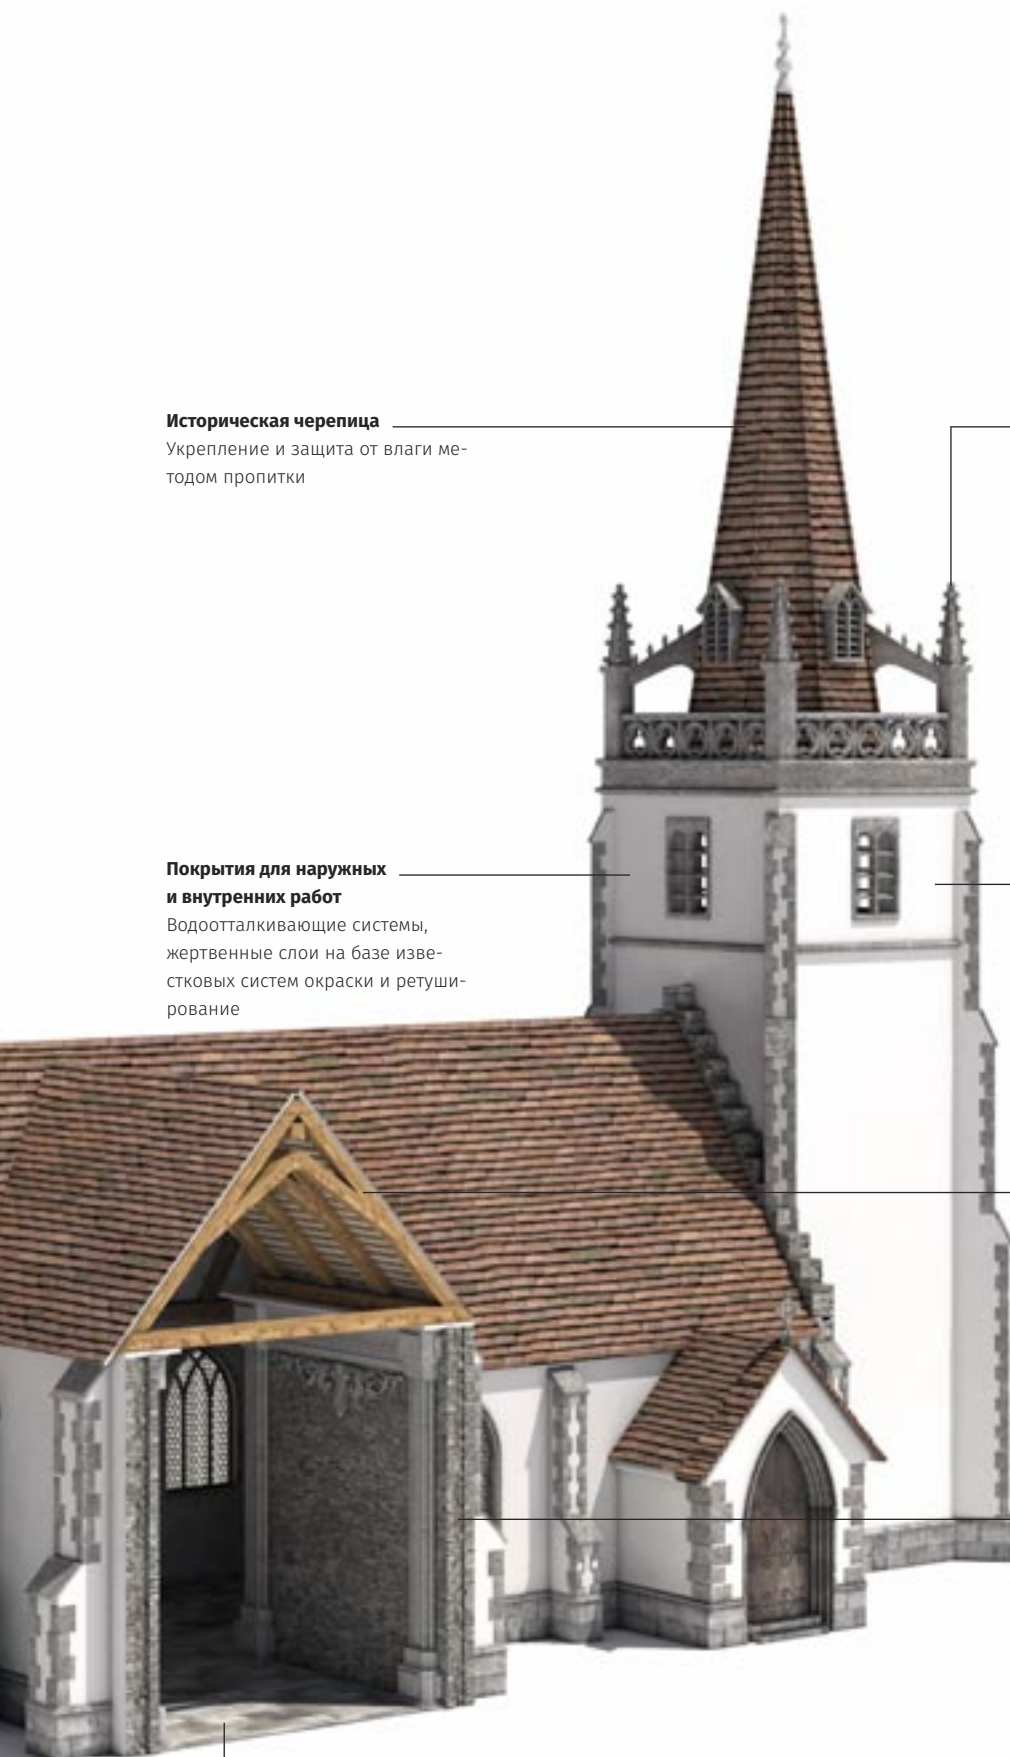 Историческая черепица
Укрепление и защита от влаги ме-
тодом пропитки
Покрытия для наружных
и внутренних работ
Водоотталкивающие системы,
жертвенные слои на базе изве-
стковых систем окраски и ретуши-
рование